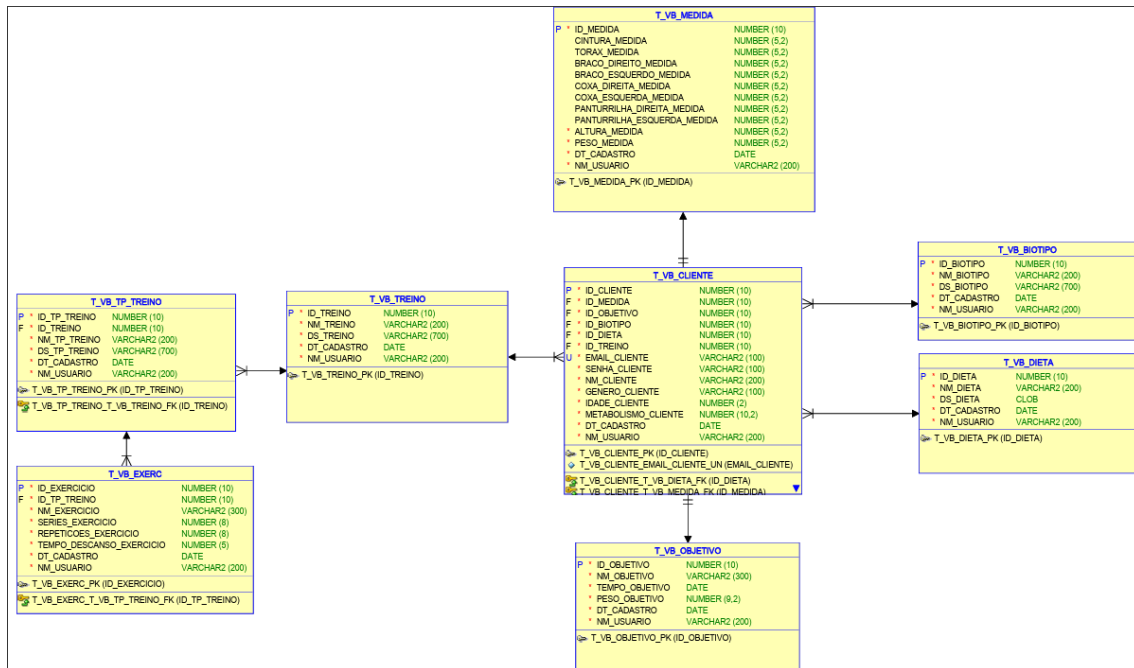 T_VB_MEDIDA
P * ID_MEDIDA NUMBER (10)
CINTURA_MEDIDA NUMBER (5,2)
TORAX_MEDIDA NUMBER (5,2)
BRACO_DIREITO_MEDIDA NUMBER (5,2)
BRACO_ESQUERDO_MEDIDA NUMBER (5,2)
COXA_DIREITA_MEDIDA NUMBER (5,2)
COXA_ESQUERDA_MEDIDA NUMBER (5,2)
PANTURRILHA_DIREITA_MEDIDA NUMBER (5,2)
PANTURRILHA_ESQUERDA_MEDIDA NUMBER (5,2)
* ALTURA_MEDIDA NUMBER (5,2)
* PESO_MEDIDA NUMBER (5,2)
* DT_CADASTRO DATE
* NM_USUARIO VARCHAR2 (200)
T_VB_MEDIDA_PK (ID_MEDIDA)
T_VB_TP_TREINO
P * ID_TP_TREINO NUMBER (10)
F * ID_TREINO NUMBER (10)
* NM_TP_TREINO VARCHAR2 (200)
* DS_TP_TREINO VARCHAR2 (700)
* DT_CADASTRO DATE
* NM_USUARIO VARCHAR2 (200)
T_VB_TP_TREINO_PK (ID_TP_TREINO)
T_VB_TP_TREINO_T_VB_TREINO_FK (ID_TREINO)
T_VB_TREINO
P * ID_TREINO NUMBER (10)
* NM_TREINO VARCHAR2 (200)
* DS_TREINO VARCHAR2 (700)
* DT_CADASTRO DATE
* NM_USUARIO VARCHAR2 (200)
T_VB_TREINO_PK (ID_TREINO)
T_VB_CLIENTE
P * ID_CLIENTE NUMBER (10)
F * ID_MEDIDA NUMBER (10)
F * ID_OBJETIVO NUMBER (10)
F * ID_BIOTIPO NUMBER (10)
F * ID_DIETA NUMBER (10)
F * ID_TREINO NUMBER (10)
U * EMAIL_CLIENTE VARCHAR2 (100)
* SENHA_CLIENTE VARCHAR2 (100)
* NM_CLIENTE VARCHAR2 (200)
* GENERO_CLIENTE VARCHAR2 (100)
* IDADE_CLIENTE NUMBER (2)
* METABOLISMO_CLIENTE NUMBER (10,2)
* DT_CADASTRO DATE
* NM_USUARIO VARCHAR2 (200)
T_VB_CLIENTE_PK (ID_CLIENTE)
T_VB_CLIENTE_EMAIL_CLIENTE_UN (EMAIL_CLIENTE)
T_VB_CLIENTE_T_VB_DIETA_FK (ID_DIETA)
T_VB_CLIENTE_T_VB_MEDIDA_FK (ID_MEDIDA)
T_VB_BIOTIPO
P * ID_BIOTIPO NUMBER (10)
* NM_BIOTIPO VARCHAR2 (200)
* DS_BIOTIPO VARCHAR2 (700)
* DT_CADASTRO DATE
* NM_USUARIO VARCHAR2 (200)
T_VB_BIOTIPO_PK (ID_BIOTIPO)
T_VB_DIETA
P * ID_DIETA NUMBER (10)
* NM_DIETA VARCHAR2 (200)
* DS_DIETA CLOB
* DT_CADASTRO DATE
* NM_USUARIO VARCHAR2 (200)
T_VB_DIETA_PK (ID_DIETA)
T_VB_EXERC
P * ID_EXERCICIO NUMBER (10)
F * ID_TP_TREINO NUMBER (10)
* NM_EXERCICIO VARCHAR2 (300)
* SERIES_EXERCICIO NUMBER (8)
* REPETICOES_EXERCICIO NUMBER (8)
* TEMPO_DESCANSO_EXERCICIO NUMBER (5)
* DT_CADASTRO DATE
* NM_USUARIO VARCHAR2 (200)
T_VB_EXERC_PK (ID_EXERCICIO)
T_VB_EXERC_T_VB_TP_TREINO_FK (ID_TP_TREINO)
T_VB_OBJETIVO
P * ID_OBJETIVO NUMBER (10)
* NM_OBJETIVO VARCHAR2 (300)
* TEMPO_OBJETIVO DATE
* PESO_OBJETIVO NUMBER (9,2)
* DT_CADASTRO DATE
* NM_USUARIO VARCHAR2 (200)
T_VB_OBJETIVO_PK (ID_OBJETIVO)